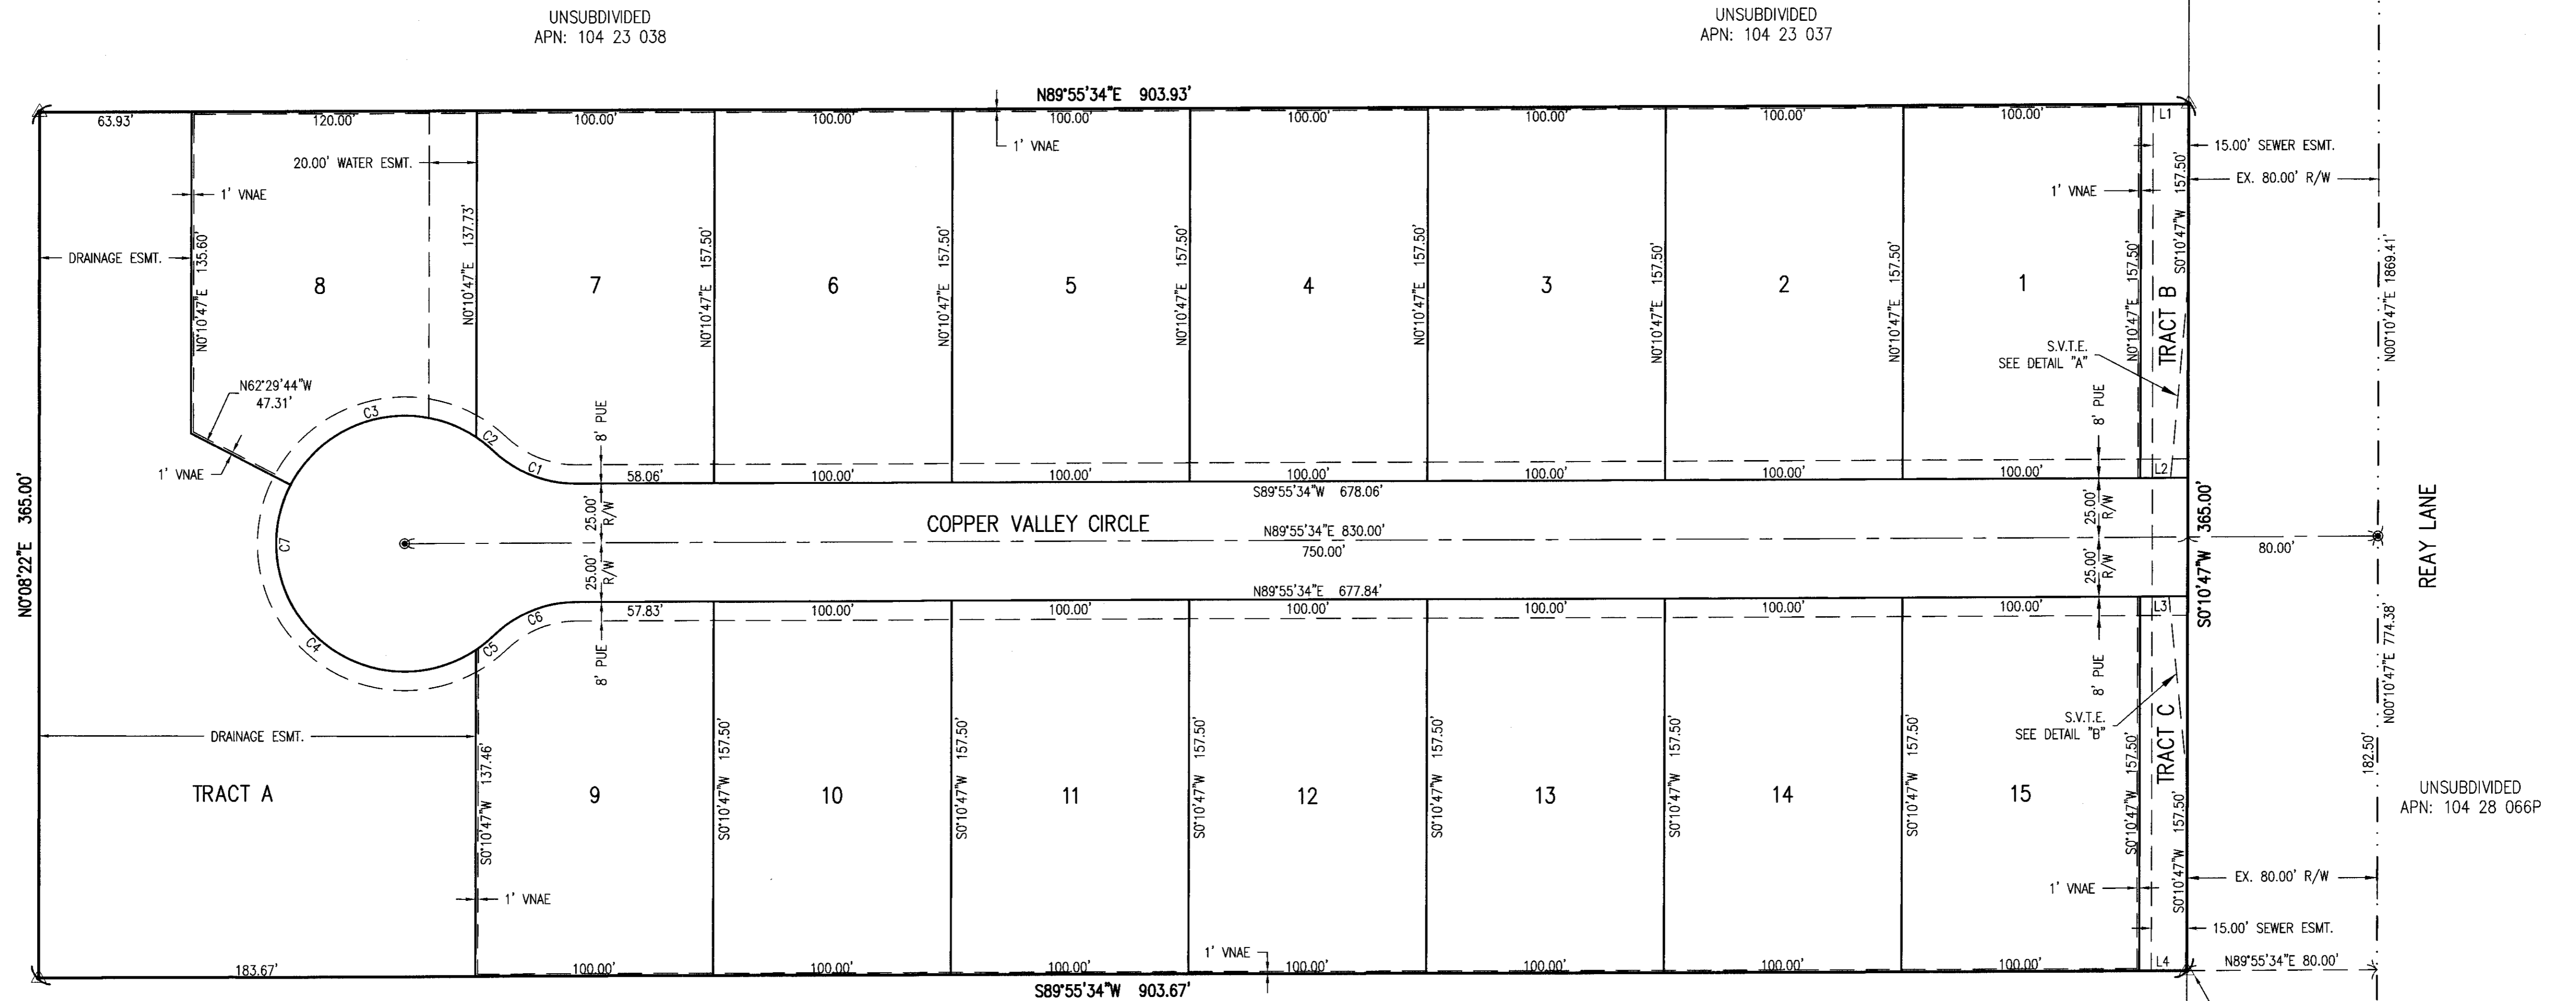 UNSUBDIVIDED
APN: 104 23 038
UNSUBDIVIDED
APN: 104 23 037
N89°55'34"E 903.93'
63.93'
120.00'
100.00'
100.00'
100.00'
100.00'
100.00'
100.00'
100.00'
L1
1' VNAE
20.00' WATER ESMT.
15.00' SEWER ESMT.
EX. 80.00' R/W
1' VNAE
1' VNAE
DRAINAGE ESMT.
N0°10'47"E 135.60'
N0°10'47"E 137.73'
N0°10'47"E 157.50'
N0°10'47"E 157.50'
N0°10'47"E 157.50'
N0°10'47"E 157.50'
N0°10'47"E 157.50'
N0°10'47"E 157.50'
N0°10'47"E 157.50'
S0°10'47"W 157.50'
N00°10'47"E 1869.41'
8
7
6
5
4
3
2
1
TRACT B
S.V.T.E.
SEE DETAIL "A"
N62°29'44"W
47.31'
1' VNAE
C3
C2
C1
8' PUE
8' PUE
58.06'
100.00'
100.00'
100.00'
100.00'
100.00'
100.00'
L2
S89°55'34"W 678.06'
N0°08'22"E 365.00'
C7
25.00'
R/W
25.00'
R/W
COPPER VALLEY CIRCLE
N89°55'34"E 830.00'
750.00'
25.00'
R/W
25.00'
R/W
80.00'
S0°10'47"W 365.00'
REAY LANE
N89°55'34"E 677.84'
57.83'
100.00'
100.00'
100.00'
100.00'
100.00'
100.00'
L3
C4
C5
C6
8' PUE
8' PUE
S.V.T.E.
SEE DETAIL "B"
N00°10'47"E 774.38'
182.50'
DRAINAGE ESMT.
TRACT A
S0°10'47"W 137.46'
S0°10'47"W 157.50'
S0°10'47"W 157.50'
S0°10'47"W 157.50'
S0°10'47"W 157.50'
S0°10'47"W 157.50'
S0°10'47"W 157.50'
S0°10'47"W 157.50'
S0°10'47"W 157.50'
9
10
11
12
13
14
15
TRACT C
UNSUBDIVIDED
APN: 104 28 066P
1' VNAE
1' VNAE
EX. 80.00' R/W
15.00' SEWER ESMT.
1' VNAE
183.67'
100.00'
100.00'
100.00'
100.00'
100.00'
100.00'
100.00'
L4
N89°55'34"E 80.00'
S89°55'34"W 903.67'